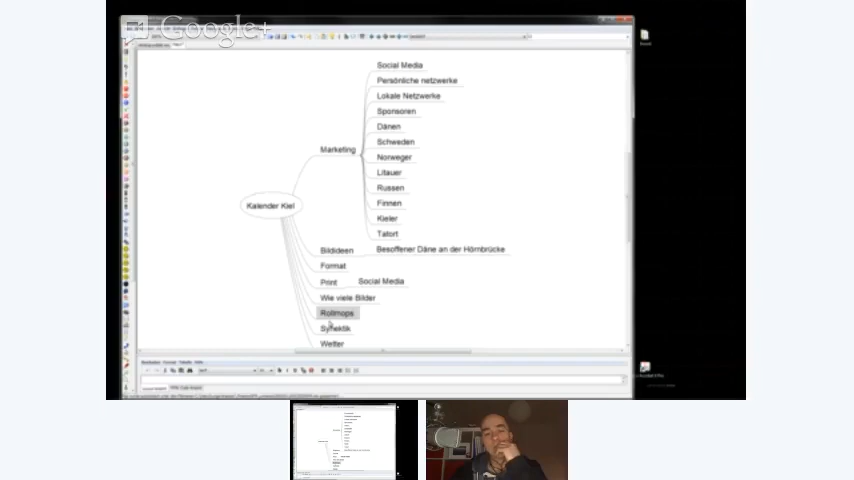 Google+
Social Media
Persönliche netzwerke
Lokale Netzwerke
Sponsoren
Dänen
Schweden
Marketing
Norweger
Litauer
Russen
Finnen
Kalender Kiel
Kieler
Tatort
Bildideen
Besoffener Däne an der Hörnbrücke
Format
Print
Social Media
Wie viele Bilder
Rollmops
Synektik
Wetter